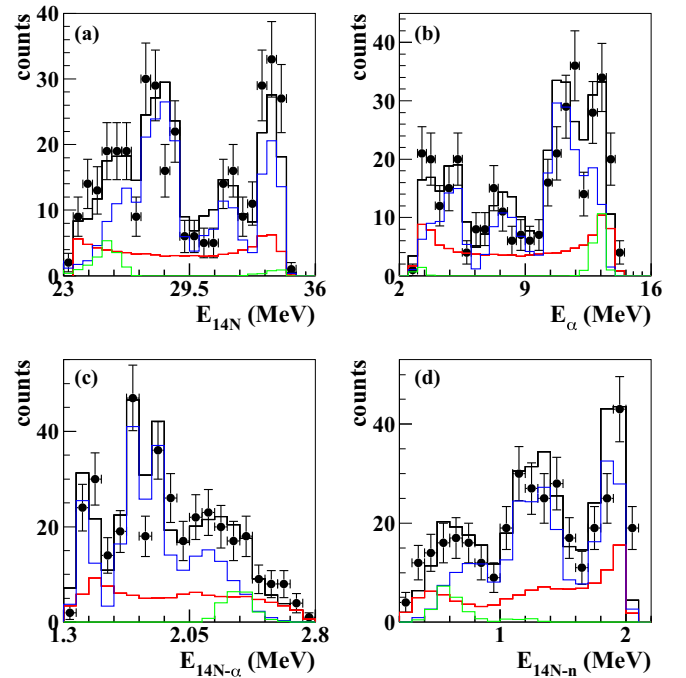 counts
(a)
40
30
20
10
0
23
29.5
36
E14N (MeV)
counts
(b)
40
30
20
10
0
2
9
16
Eα (MeV)
counts
(c)
40
20
0
1.3
2.05
2.8
E14N-α (MeV)
counts
(d)
40
20
0
1
2
E14N-n (MeV)